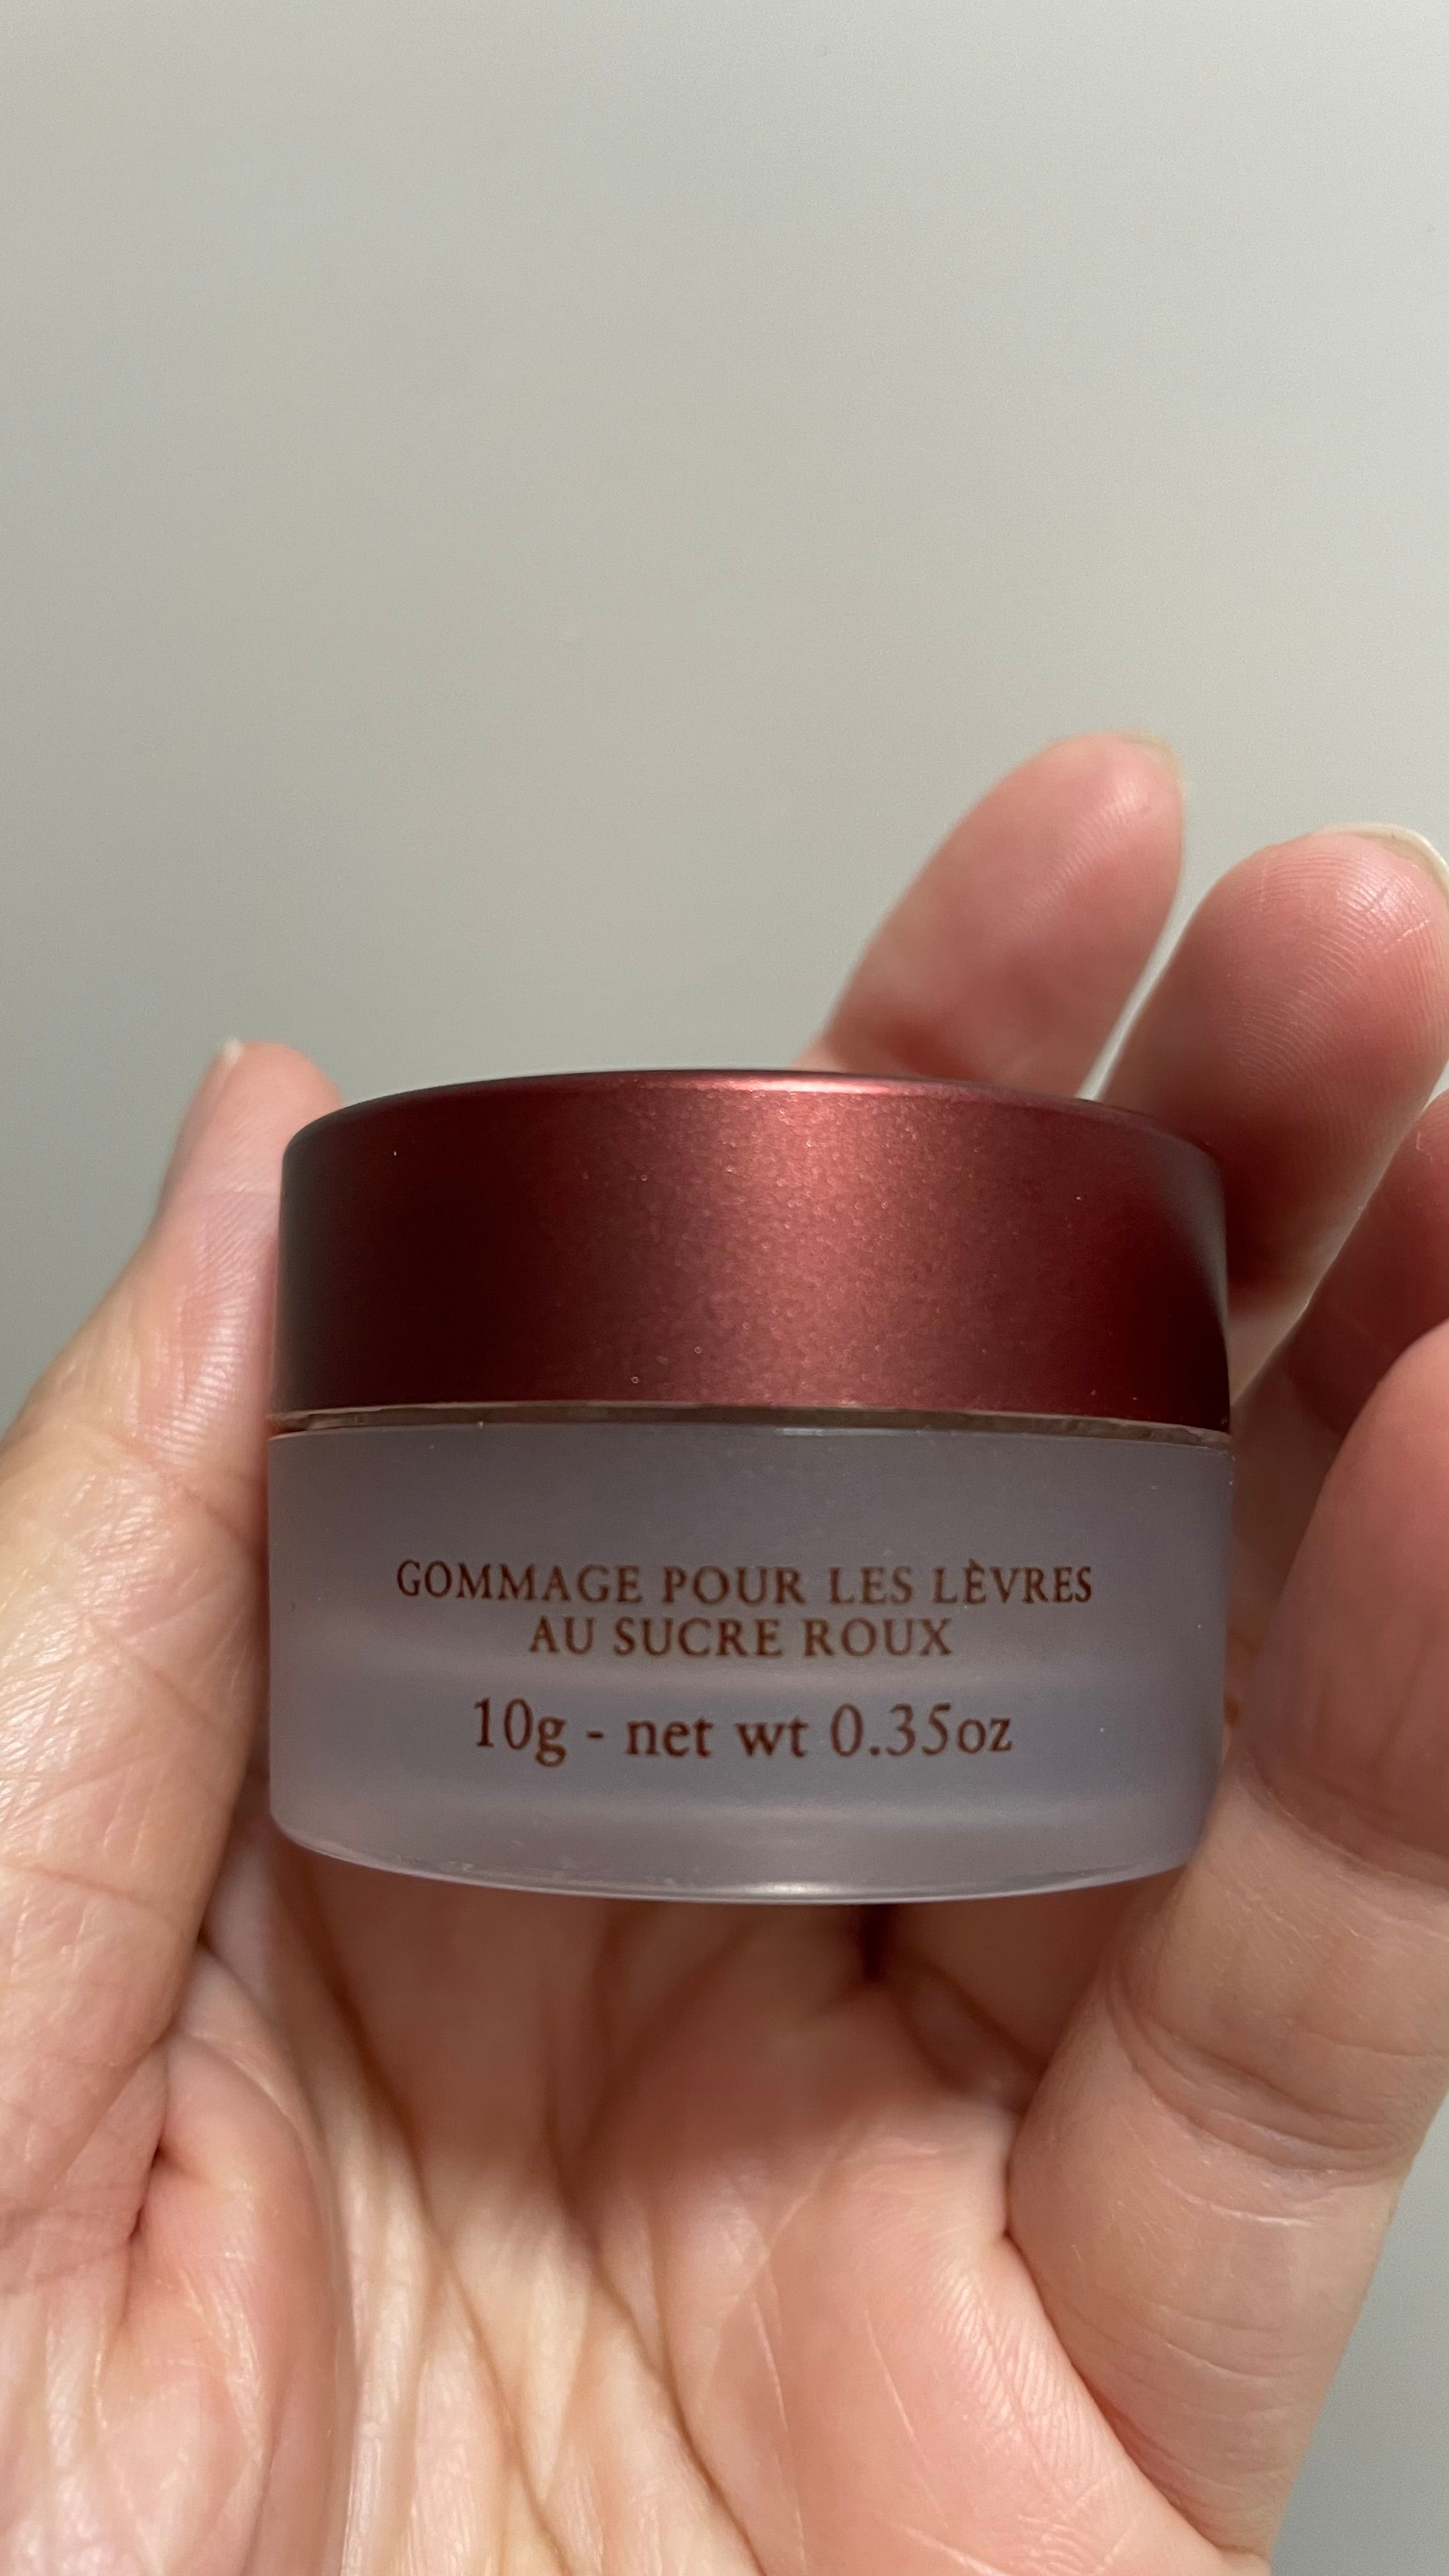 GOMMAGE POUR LES LÈVRES
AU SUCRE ROUX
10g - net wt 0.35oz